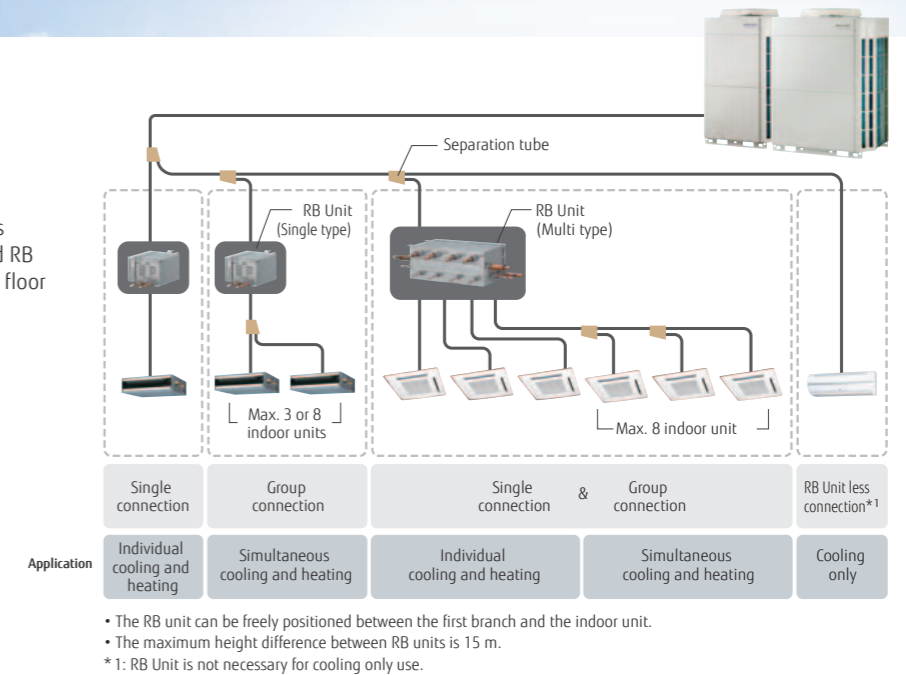 Separation tube
s
RB
floor
RB Unit
(Single type)
RB Unit
(Multi type)
Max. 3 or 8
indoor units
Max. 8 indoor unit
Single
connection
Group
connection
Single
connection
&
Group
connection
RB Unit less
connection*1
Application
Individual
cooling and
heating
Simultaneous
cooling and heating
Individual
cooling and heating
Simultaneous
cooling and heating
Cooling
only
• The RB unit can be freely positioned between the first branch and the indoor unit.
• The maximum height difference between RB units is 15 m.
*1: RB Unit is not necessary for cooling only use.